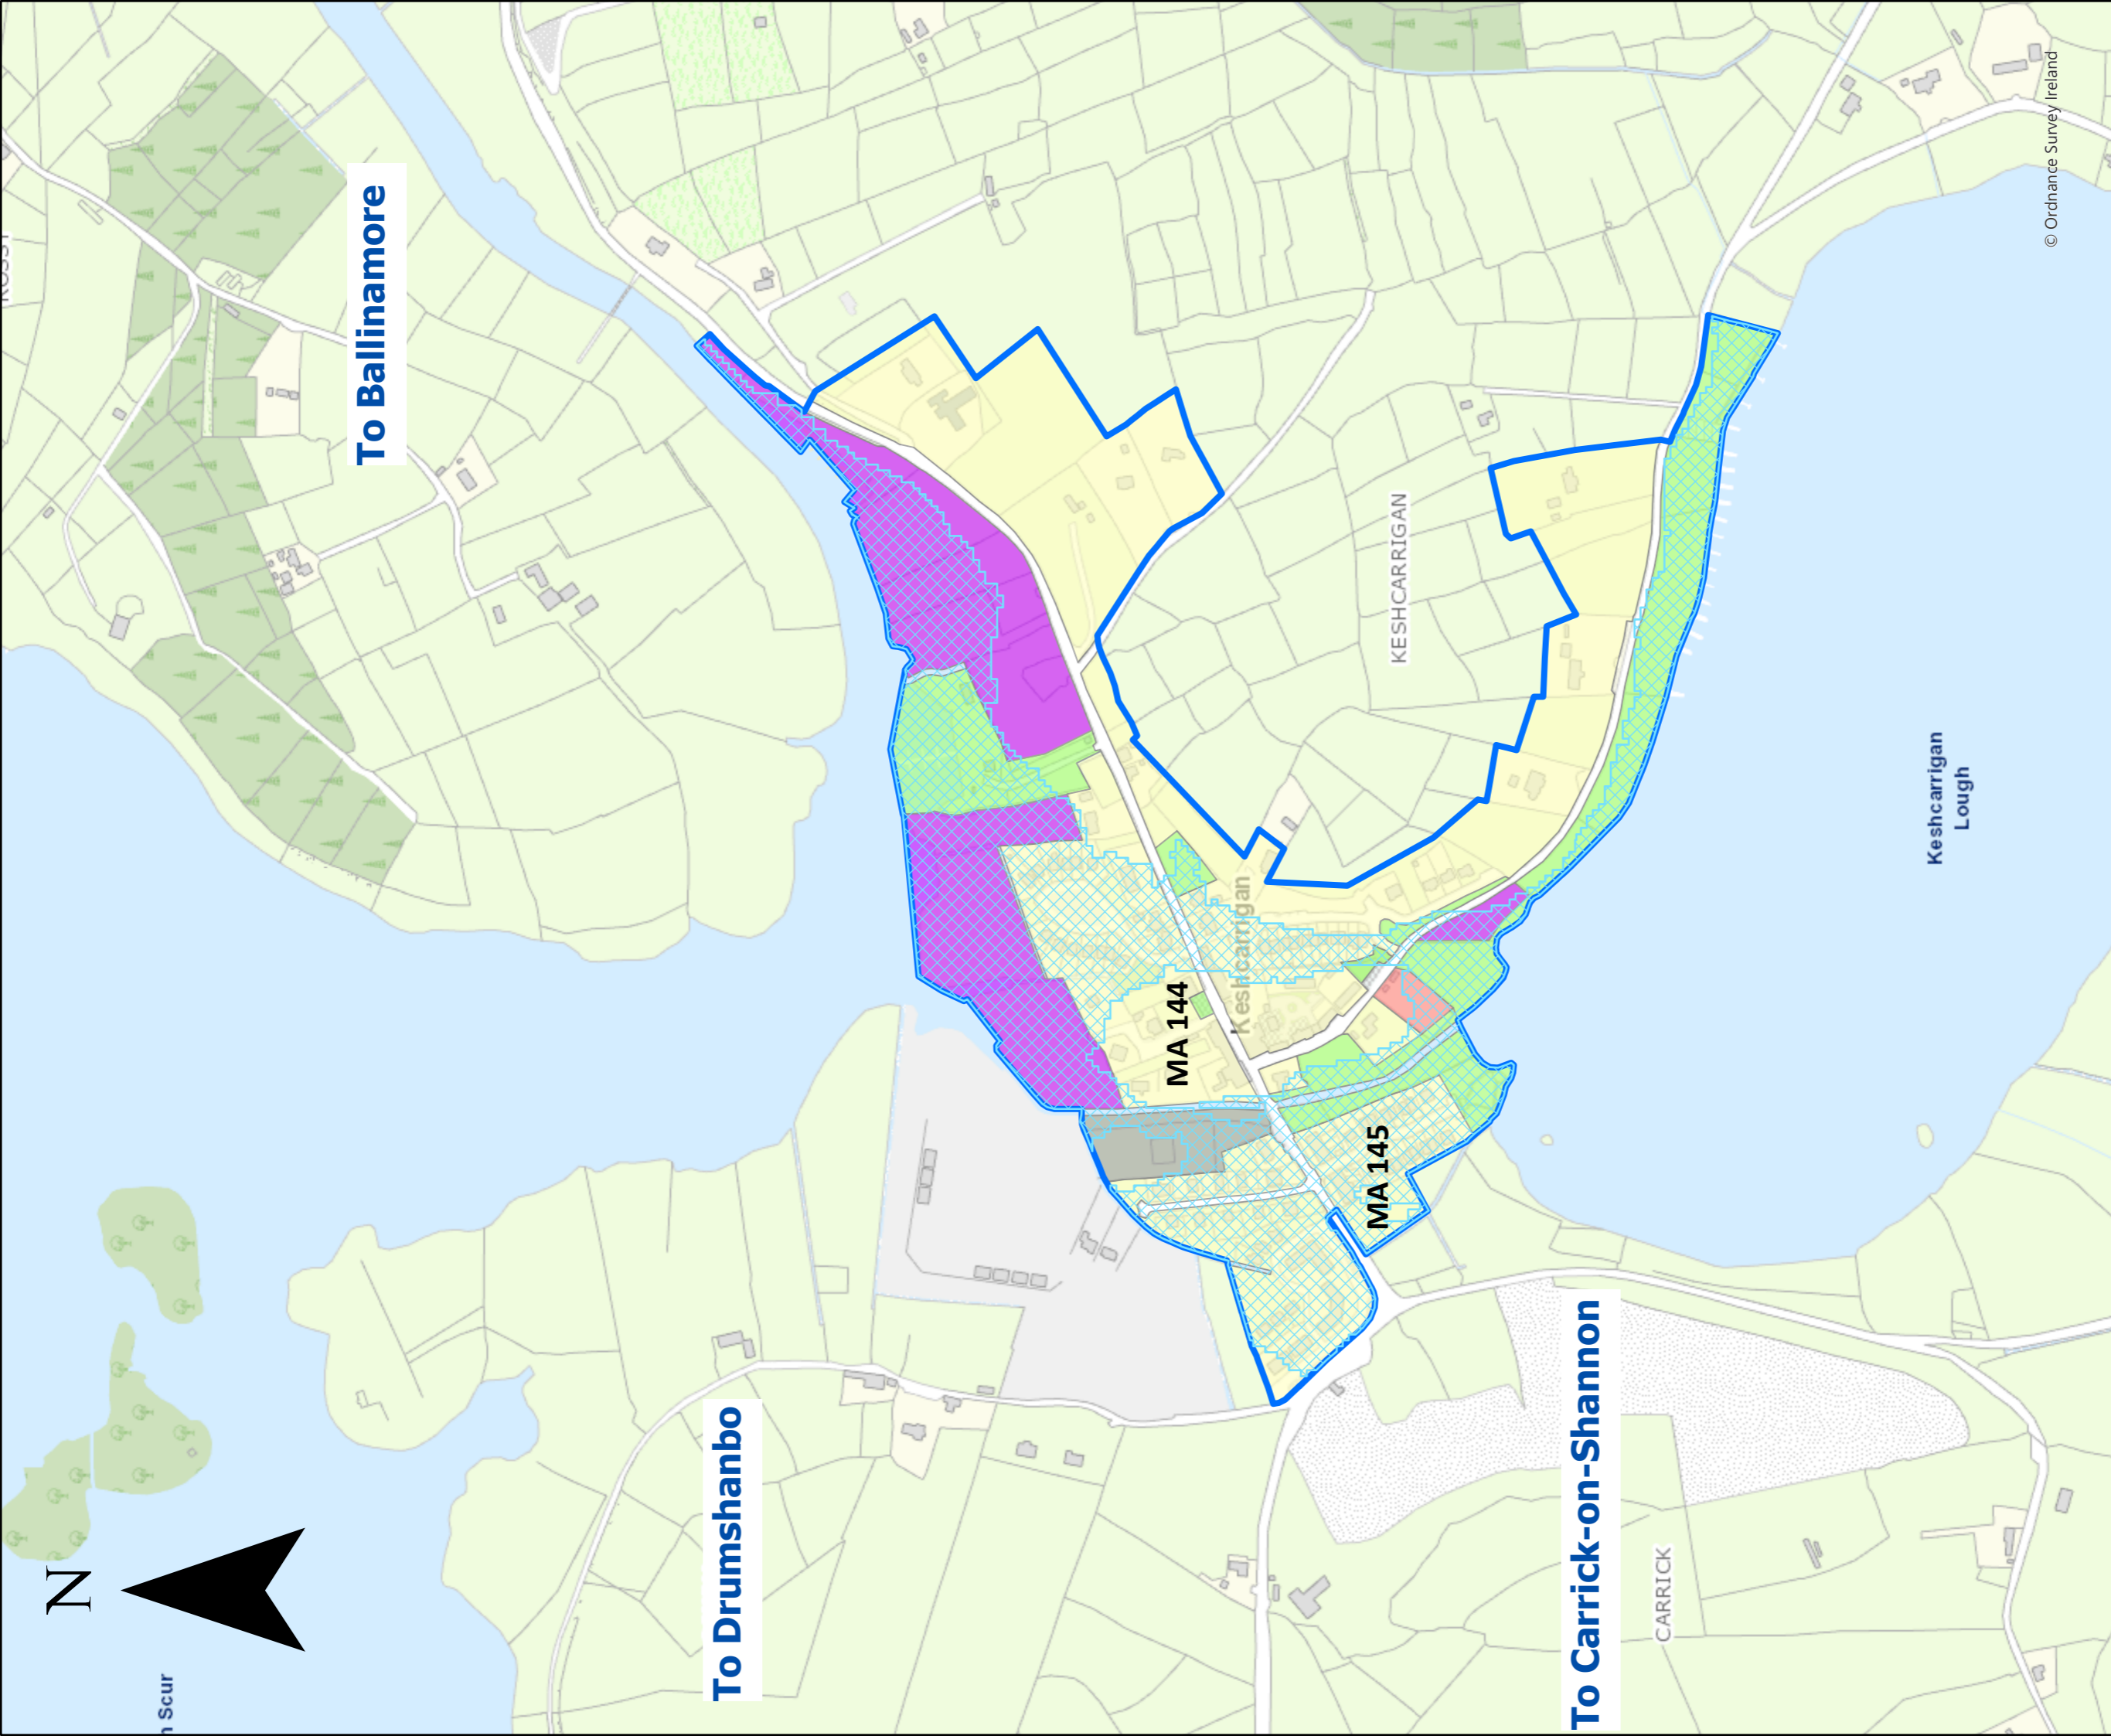 N
To Ballinamore
To Drumshanbo
To Carrick-on-Shannon
MA 144
MA 145
Keshcarrigan
KESHCARRIGAN
Keshcarrigan
Lough
CARRICK
Scur
© Ordnance Survey Ireland